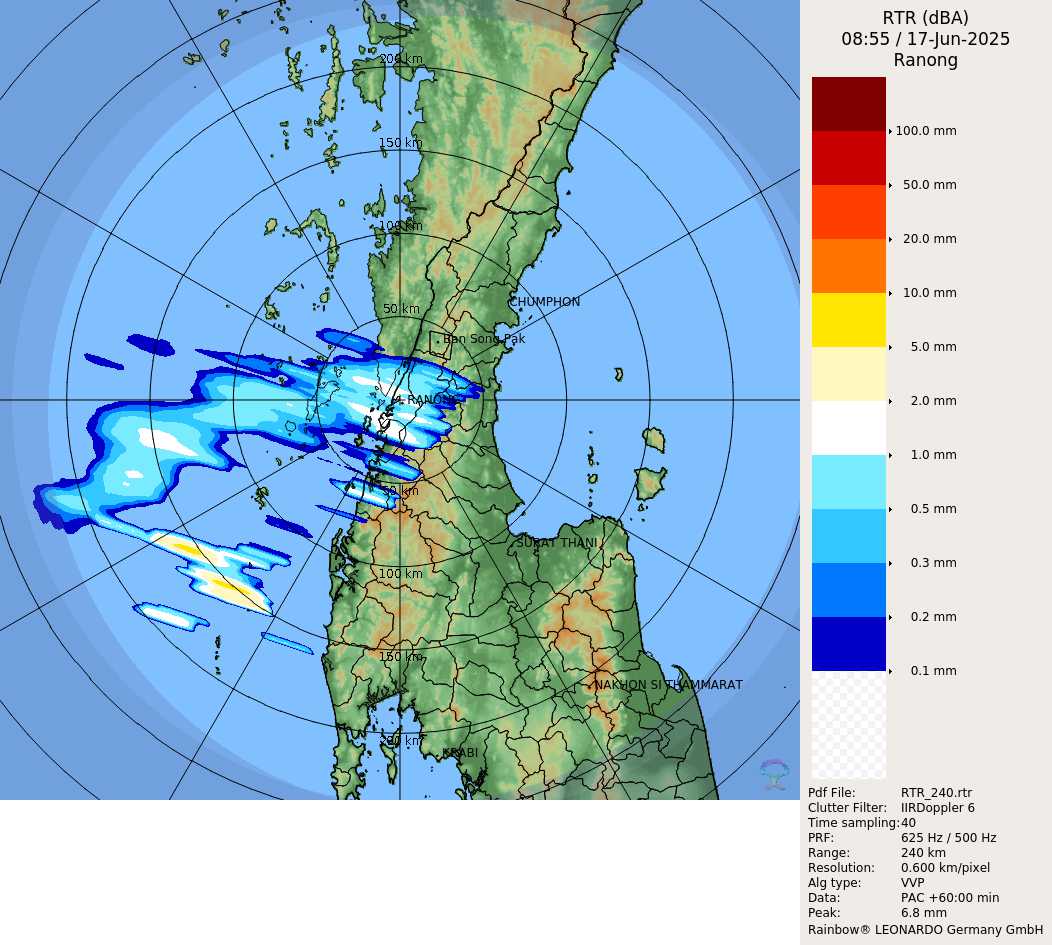 RTR (dBA)
08:55 / 17-Jun-2025
Ranong
200 km
150 km
100 km
50 km
CHUMPHON
Ban Song Pak
RANONG
50 km
SURAT THANI
100 km
150 km
NAKHON SI THAMMARAT
200 km
KRABI
100.0 mm
50.0 mm
20.0 mm
10.0 mm
5.0 mm
2.0 mm
1.0 mm
0.5 mm
0.3 mm
0.2 mm
0.1 mm
Pdf File: RTR_240.rtr
Clutter Filter: IIRDoppler 6
Time sampling:40
PRF: 625 Hz / 500 Hz
Range: 240 km
Resolution: 0.600 km/pixel
Alg type: VVP
Data: PAC +60:00 min
Peak: 6.8 mm
Rainbow® LEONARDO Germany GmbH